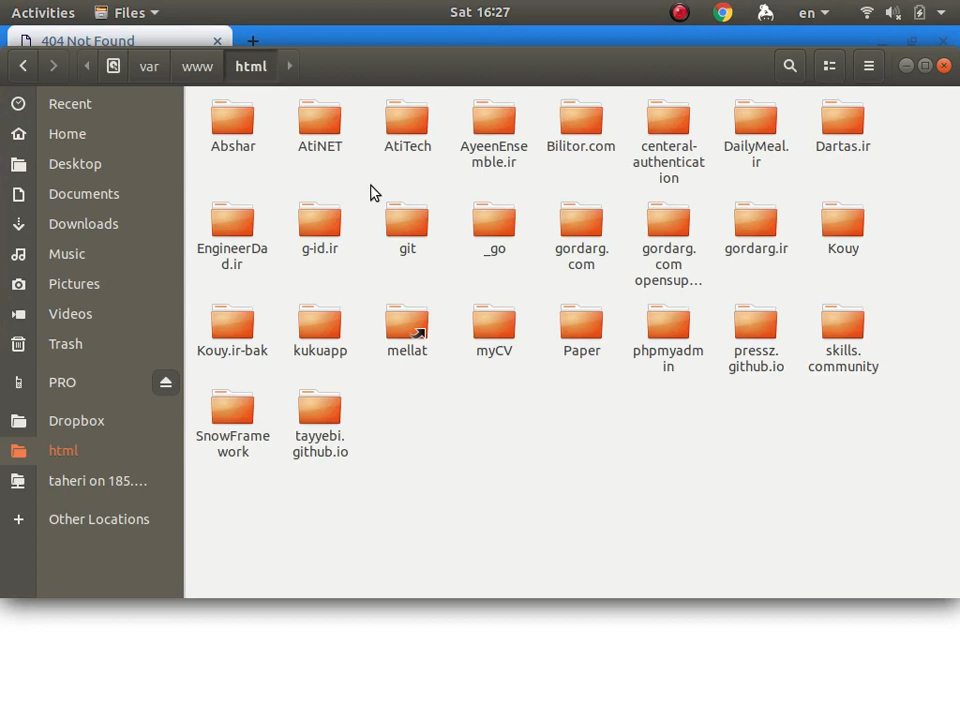 Activities Files Sat 16:27 en
404 Not Found
var www html
Recent
Home
Desktop
Documents
Downloads
Music
Pictures
Videos
Trash
PRO
Dropbox
html
taheri on 185....
Other Locations
Abshar
AtiNET
AtiTech
AyeenEnse
mble.ir
Bilitor.com
centeral-
authenticat
ion
DailyMeal.
ir
Dartas.ir
EngineerDa
d.ir
g-id.ir
git
_go
gordarg.
com
gordarg.
com
opensup...
gordarg.ir
Kouy
Kouy.ir-bak
kukuapp
mellat
myCV
Paper
phpmyadm
in
pressz.
github.io
skills.
community
SnowFrame
work
tayyebi.
github.io